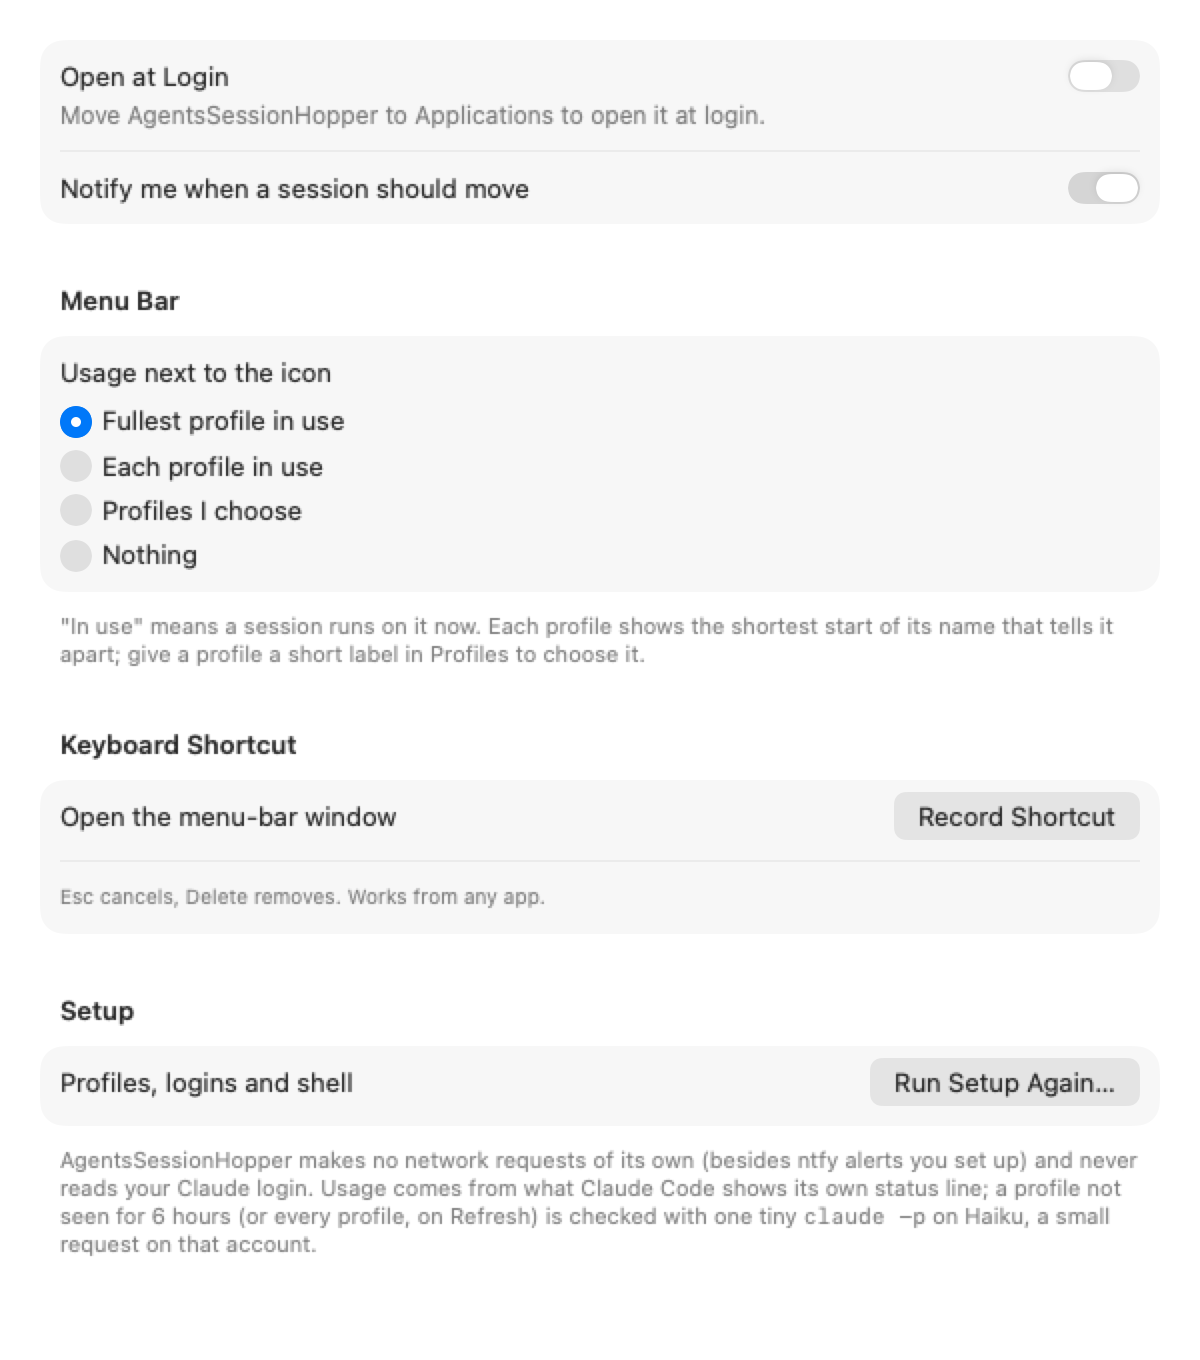 Open at Login
Move AgentsSessionHopper to Applications to open it at login.
Notify me when a session should move
Menu Bar
Usage next to the icon
Fullest profile in use
Each profile in use
Profiles I choose
Nothing
"In use" means a session runs on it now. Each profile shows the shortest start of its name that tells it
apart; give a profile a short label in Profiles to choose it.
Keyboard Shortcut
Open the menu-bar window
Record Shortcut
Esc cancels, Delete removes. Works from any app.
Setup
Profiles, logins and shell
Run Setup Again...
AgentsSessionHopper makes no network requests of its own (besides ntfy alerts you set up) and never
reads your Claude login. Usage comes from what Claude Code shows its own status line; a profile not
seen for 6 hours (or every profile, on Refresh) is checked with one tiny claude –p on Haiku, a small
request on that account.